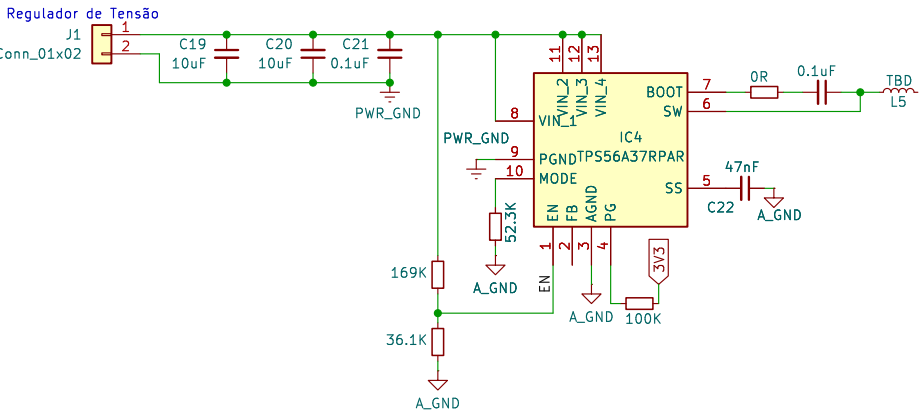 Regulador de Tensão
J1
Conn_01x02
1
2
C19
10uF
C20
10uF
C21
0.1uF
PWR_GND
11
12
13
VIN_2
VIN_3
VIN_4
8
VIN_1
PWR_GND
9
PGND
10
MODE
IC4
TPS56A37RPAR
BOOT
7
SW
6
0R
0.1uF
TBD
L5
SS
5
47nF
C22
A_GND
EN
FB
AGND
PG
1
2
3
4
52.3K
A_GND
EN
A_GND
3V3
100K
169K
36.1K
A_GND